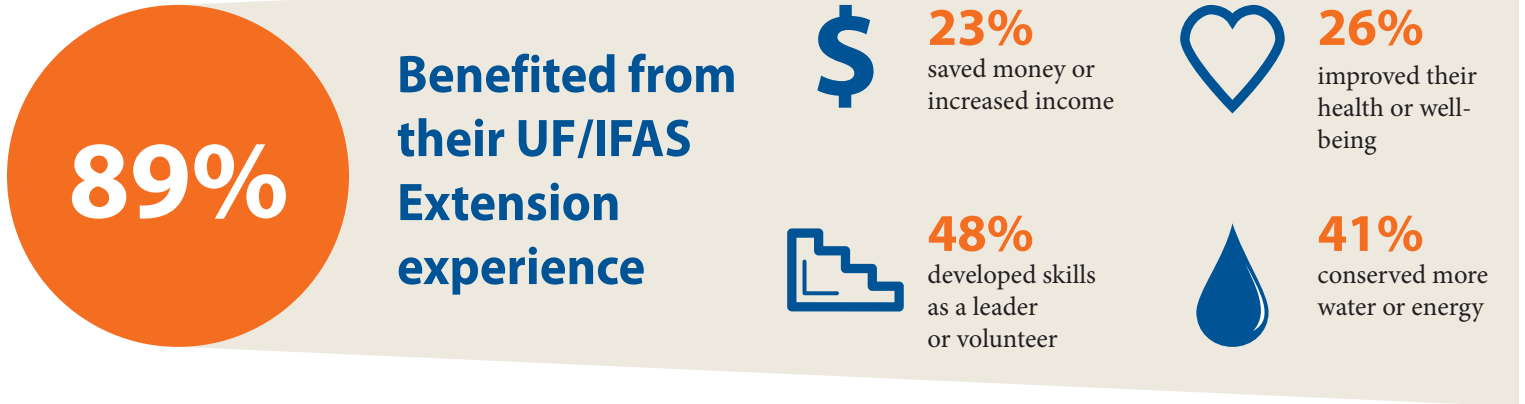 89%
Benefited from
their UF/IFAS
Extension
experience
23%
saved money or
increased income
26%
improved their
health or well-
being
48%
developed skills
as a leader
or volunteer
41%
conserved more
water or energy